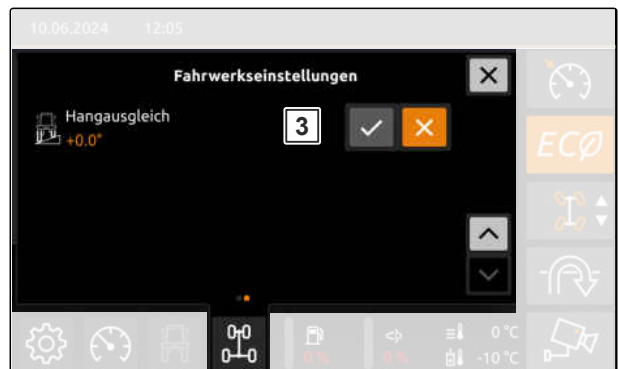 10.06.2024 12:05
Fahrwerkseinstellungen
Hangausgleich
+0.0°
3
ECO
0 % 0 % 0 °C
-10 °C